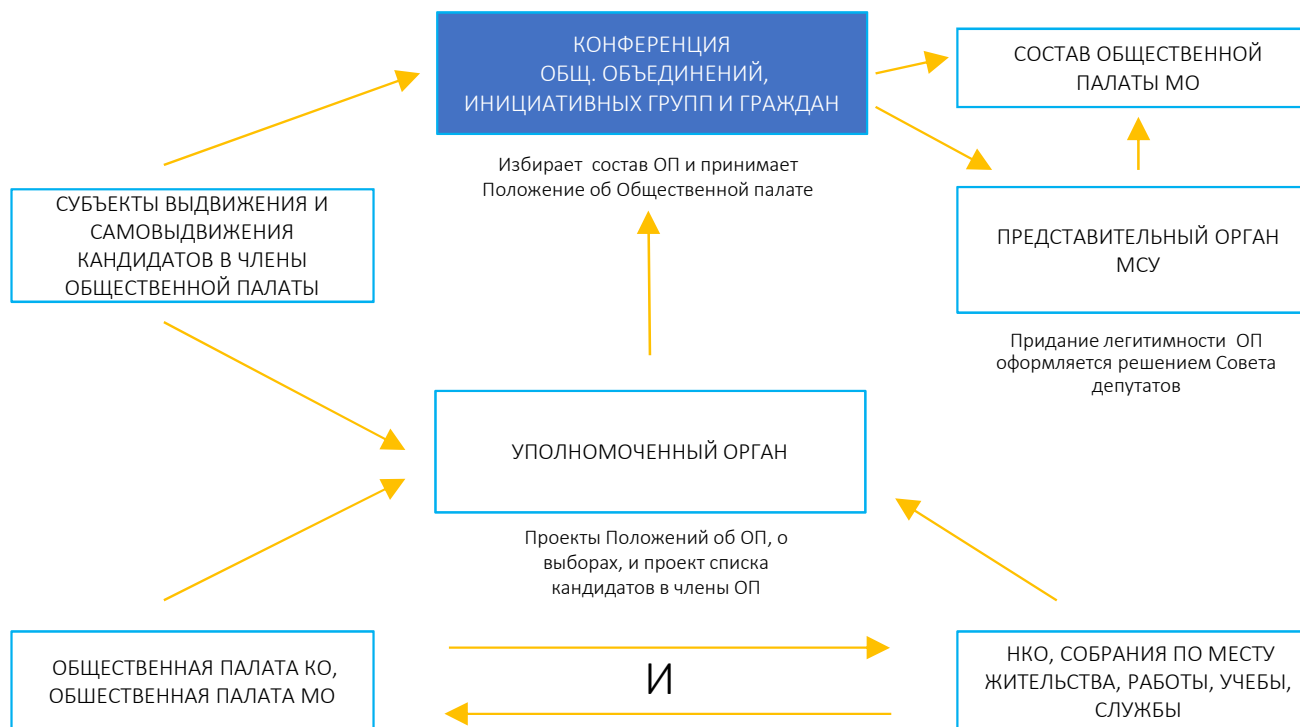 КОНФЕРЕНЦИЯ
ОБЩ. ОБЪЕДИНЕНИЙ,
ИНИЦИАТИВНЫХ ГРУПП И ГРАЖДАН
СОСТАВ ОБЩЕСТВЕННОЙ
ПАЛАТЫ МО
Избирает состав ОП и принимает
Положение об Общественной палате
СУБЪЕКТЫ ВЫДВИЖЕНИЯ И
САМОВЫДВИЖЕНИЯ
КАНДИДАТОВ В ЧЛЕНЫ
ОБЩЕСТВЕННОЙ ПАЛАТЫ
ПРЕДСТАВИТЕЛЬНЫЙ ОРГАН
МСУ
Придание легитимности ОП
оформляется решением Совета
депутатов
УПОЛНОМОЧЕННЫЙ ОРГАН
Проекты Положений об ОП, о
выборах, и проект списка
кандидатов в члены ОП
ОБЩЕСТВЕННАЯ ПАЛАТА КО,
ОБШЕСТВЕННАЯ ПАЛАТА МО
И
НКО, СОБРАНИЯ ПО МЕСТУ
ЖИТЕЛЬСТВА, РАБОТЫ, УЧЕБЫ,
СЛУЖБЫ